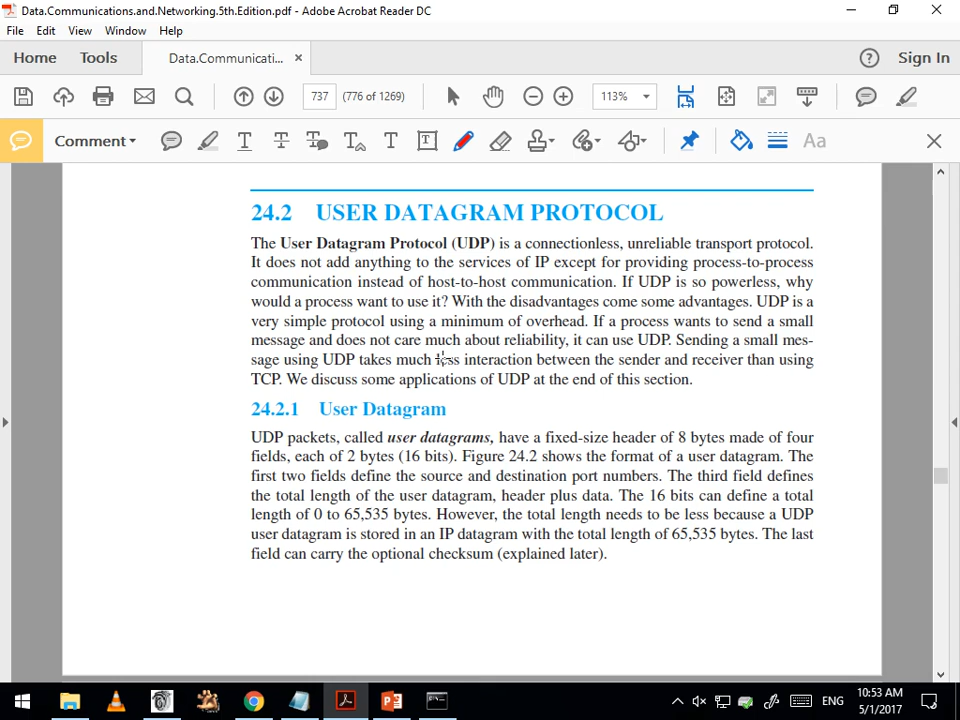 Data.Communications.and.Networking.5th.Edition.pdf - Adobe Acrobat Reader DC
File Edit View Window Help
Home Tools Data.Communicati... Sign In
737 (776 of 1269) 113%
Comment Aa
24.2 USER DATAGRAM PROTOCOL
The User Datagram Protocol (UDP) is a connectionless, unreliable transport protocol.
It does not add anything to the services of IP except for providing process-to-process
communication instead of host-to-host communication. If UDP is so powerless, why
would a process want to use it? With the disadvantages come some advantages. UDP is a
very simple protocol using a minimum of overhead. If a process wants to send a small
message and does not care much about reliability, it can use UDP. Sending a small mes-
sage using UDP takes much less interaction between the sender and receiver than using
TCP. We discuss some applications of UDP at the end of this section.
24.2.1 User Datagram
UDP packets, called user datagrams, have a fixed-size header of 8 bytes made of four
fields, each of 2 bytes (16 bits). Figure 24.2 shows the format of a user datagram. The
first two fields define the source and destination port numbers. The third field defines
the total length of the user datagram, header plus data. The 16 bits can define a total
length of 0 to 65,535 bytes. However, the total length needs to be less because a UDP
user datagram is stored in an IP datagram with the total length of 65,535 bytes. The last
field can carry the optional checksum (explained later).
ENG
10:53 AM
5/1/2017